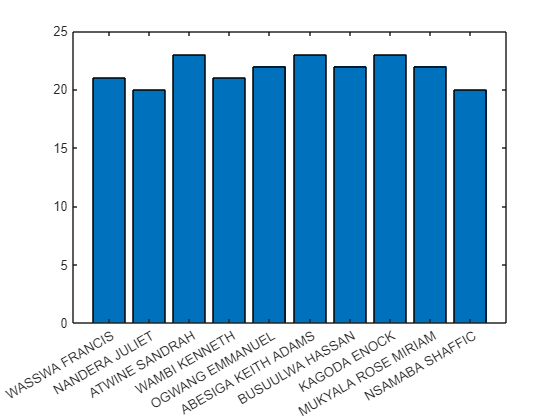 25
20
15
10
5
0
WASSWA FRANCIS
NANDERA JULIET
ATWINE SANDRAH
WAMBI KENNETH
OGWANG EMMANUEL
ABESIGA KEITH ADAMS
BUSUULWA HASSAN
KAGODA ENOCK
MUKYALA ROSE MIRIAM
NSAMABA SHAFFIC